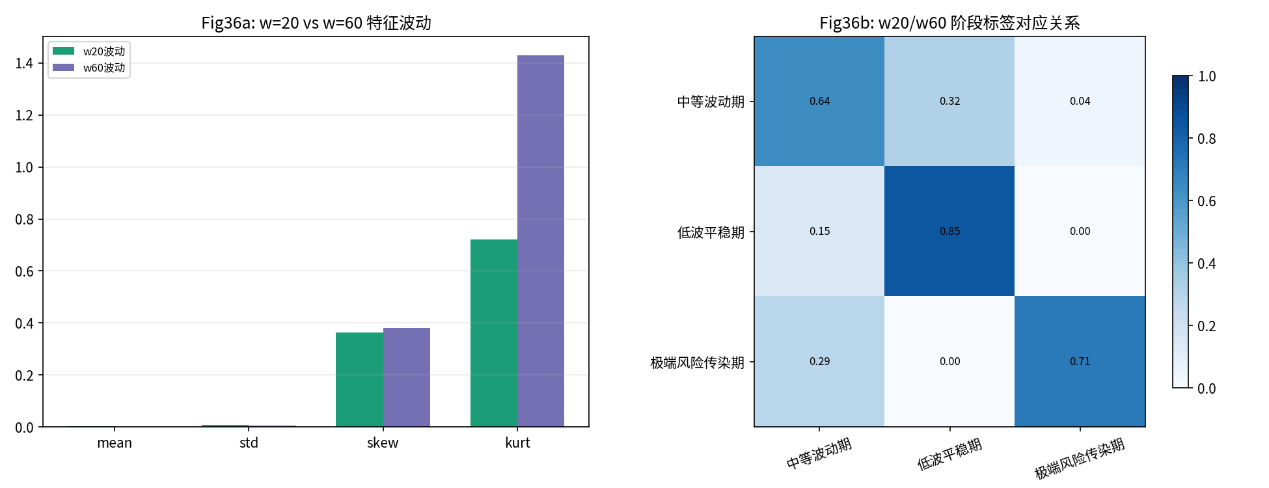 Fig36a: w=20 vs w=60 特征波动
w20波动
w60波动
1.4
1.2
1.0
0.8
0.6
0.4
0.2
0.0
mean std skew kurt
Fig36b: w20/w60 阶段标签对应关系
中等波动期 0.64 0.32 0.04
低波平稳期 0.15 0.85 0.00
极端风险传染期 0.29 0.00 0.71
中等波动期 低波平稳期 极端风险传染期
1.0
0.8
0.6
0.4
0.2
0.0